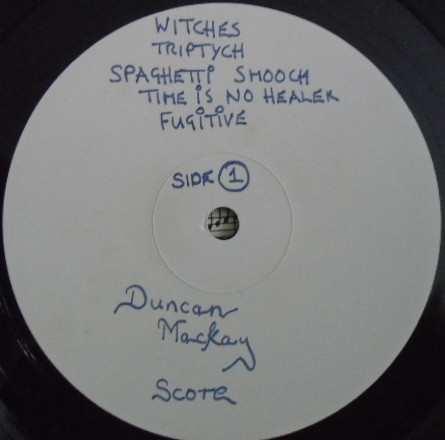 WITCHES
TRIPTYCH
SPAGHETTI SMOOCH
TIME IS NO HEALER
FUGITIVE
SIDE 1
Duncan
Mackay
SCORE